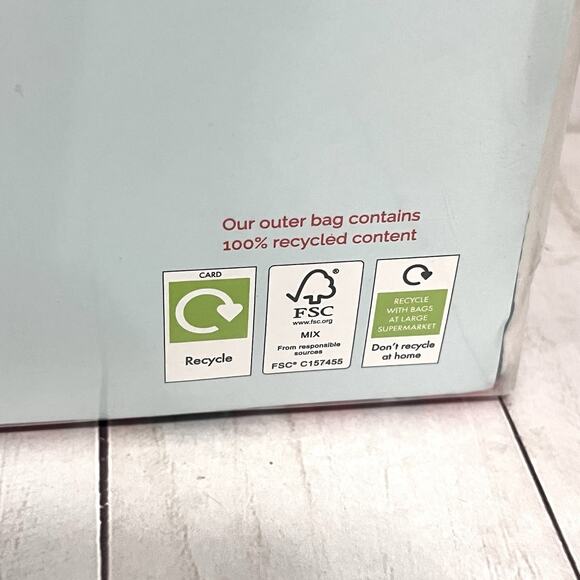 Our outer bag contains
100% recycled content
CARD
Recycle
FSC®
www.fsc.org
MIX
From responsible
sources
FSC® C157455
RECYCLE
WITH BAGS
AT LARGE
SUPERMARKET
Don't recycle
at home